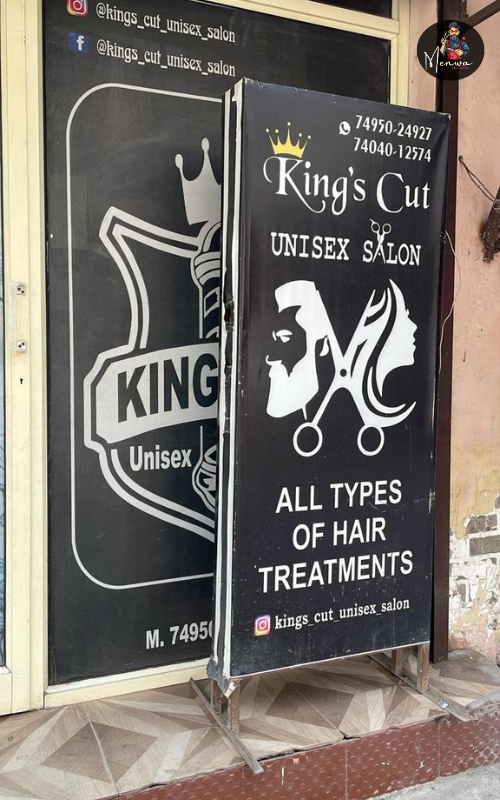 @kings_cut_unisex_salon
@kings_cut_unisex_salon
Menwa
74950-24927
74040-12574
King's Cut
UNISEX SALON
KING
Unisex
ALL TYPES
OF HAIR
TREATMENTS
kings_cut_unisex_salon
M. 7495